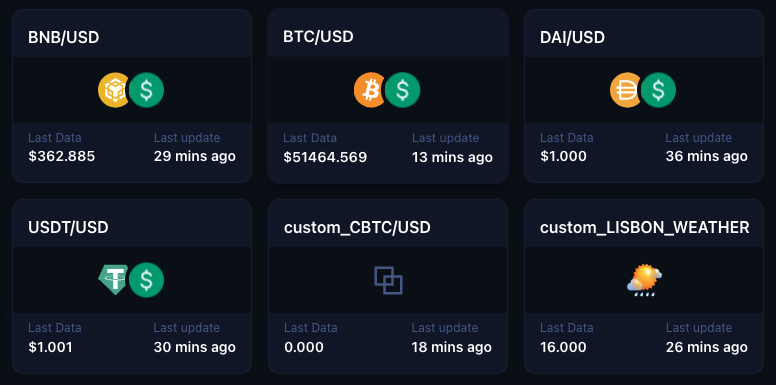 BNB/USD
Last Data Last update
$362.885 29 mins ago
BTC/USD
Last Data Last update
$51464.569 13 mins ago
DAI/USD
Last Data Last update
$1.000 36 mins ago
USDT/USD
Last Data Last update
$1.001 30 mins ago
custom_CBTC/USD
Last Data Last update
0.000 18 mins ago
custom_LISBON_WEATHER
Last Data Last update
16.000 26 mins ago